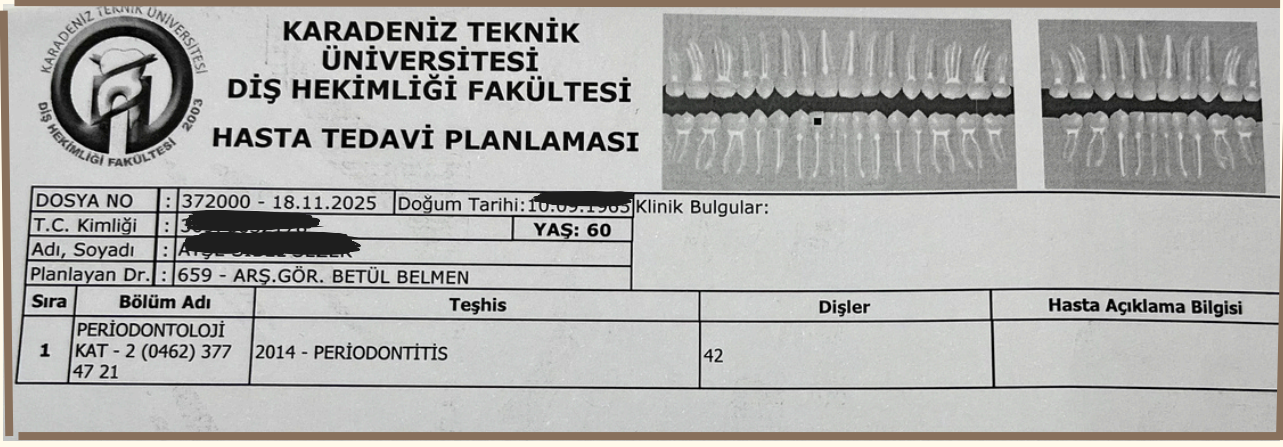 KARADENİZ TEKNİK ÜNİVERSİTESİ
DİŞ HEKİMLİĞİ FAKÜLTESİ
2003
KARADENİZ TEKNİK
ÜNİVERSİTESİ
DİŞ HEKİMLİĞİ FAKÜLTESİ
HASTA TEDAVİ PLANLAMASI
DOSYA NO : 372000 - 18.11.2025 Doğum Tarihi: Klinik Bulgular:
T.C. Kimliği : YAŞ: 60
Adı, Soyadı :
Planlayan Dr. : 659 - ARŞ.GÖR. BETÜL BELMEN
Sıra Bölüm Adı Teşhis Dişler Hasta Açıklama Bilgisi
PERİODONTOLOJİ
1 KAT - 2 (0462) 377 2014 - PERİODONTİTİS 42
47 21